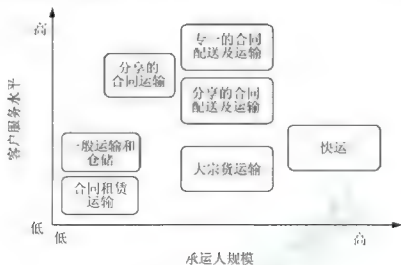 高
专一的合同
配送及运输
分享的
合同运输
分享的合同
配送及运输
客户服务水平
一般运输和
仓储
快运
大宗货运输
合同租赁
运输
低
低
高
承运人规模